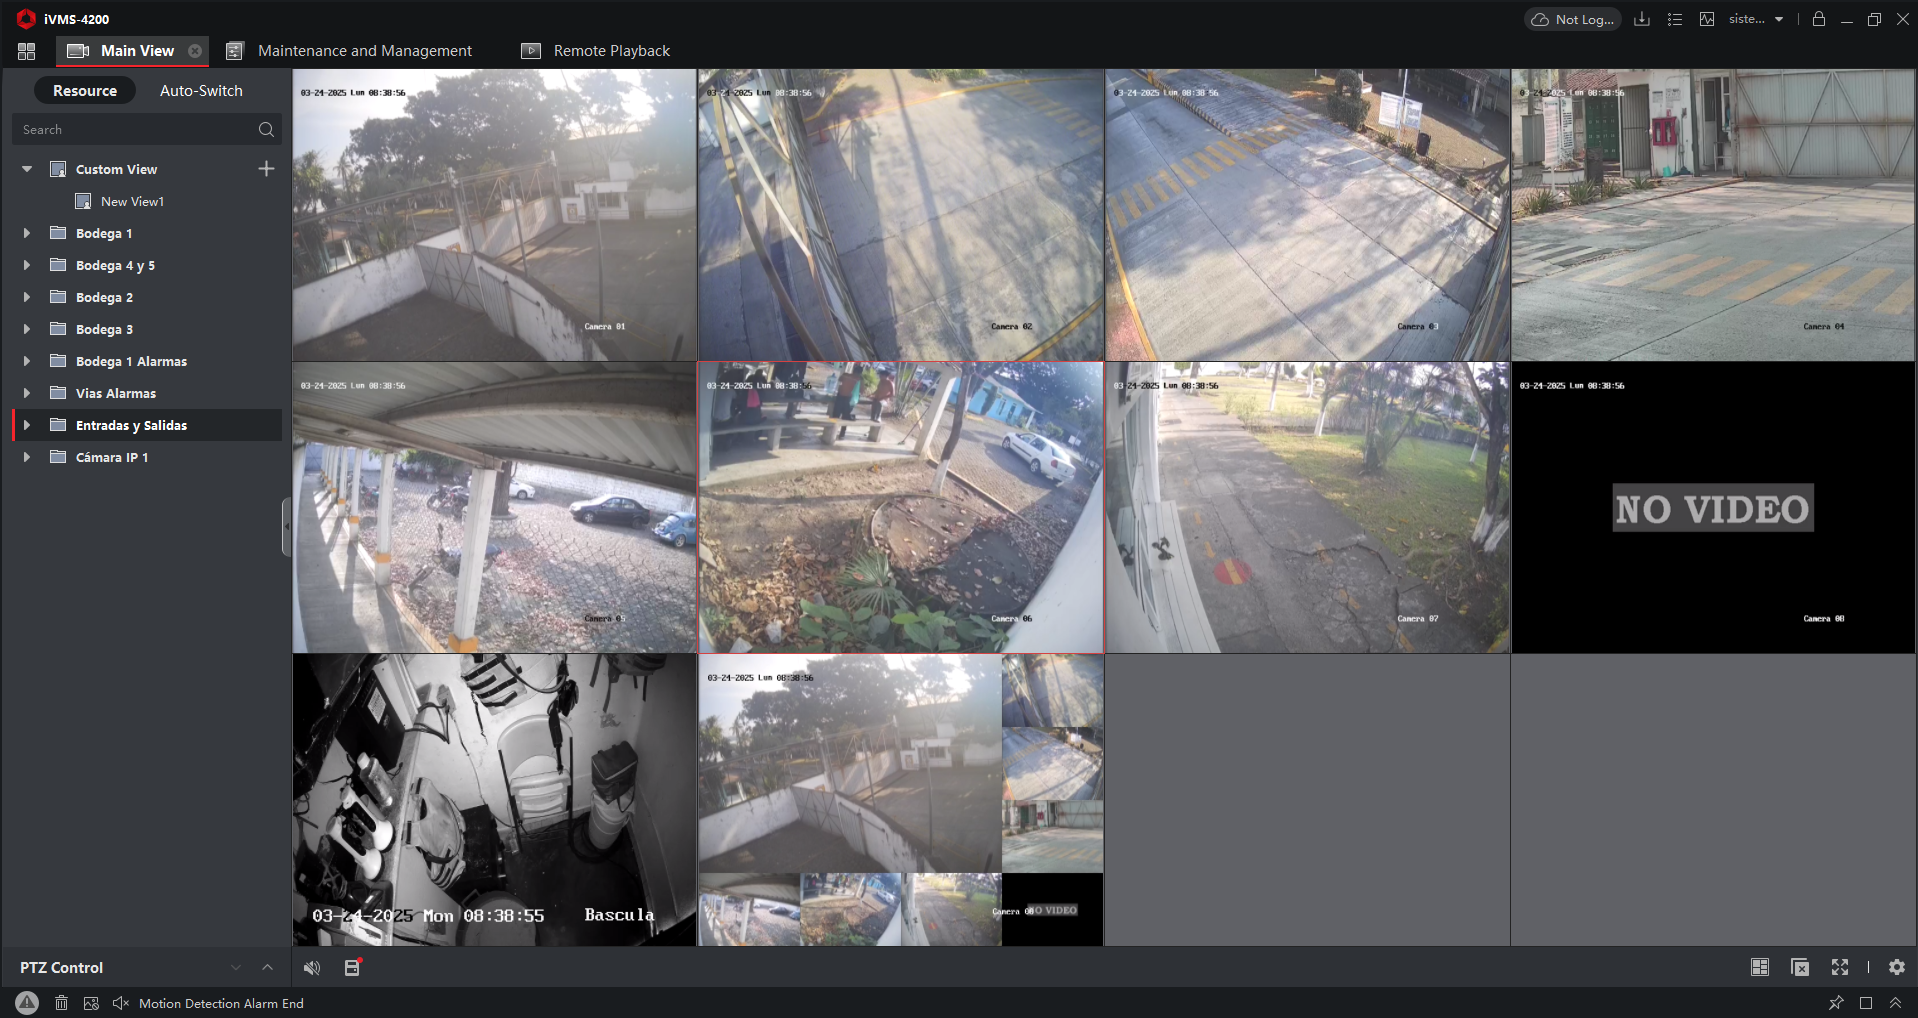 iVMS-4200
Not Log...
siste...
Main View
Maintenance and Management
Remote Playback
Resource
Auto-Switch
Search
Custom View
New View1
Bodega 1
Bodega 4 y 5
Bodega 2
Bodega 3
Bodega 1 Alarmas
Vias Alarmas
Entradas y Salidas
Cámara IP 1
03-24-2025 Lun 08:38:56
Camera 01
03-24-2025 Lun 08:38:56
Camera 02
03-24-2025 Lun 08:38:56
Camera 03
03-24-2025 Lun 08:38:56
Camera 04
03-24-2025 Lun 08:38:56
Camera 05
03-24-2025 Lun 08:38:56
Camera 06
03-24-2025 Lun 08:38:56
Camera 07
03-24-2025 Lun 08:38:56
NO VIDEO
Camera 08
03-24-2025 Mon 08:38:55
Bascula
03-24-2025 Lun 08:38:56
Camera 08
NO VIDEO
PTZ Control
Motion Detection Alarm End